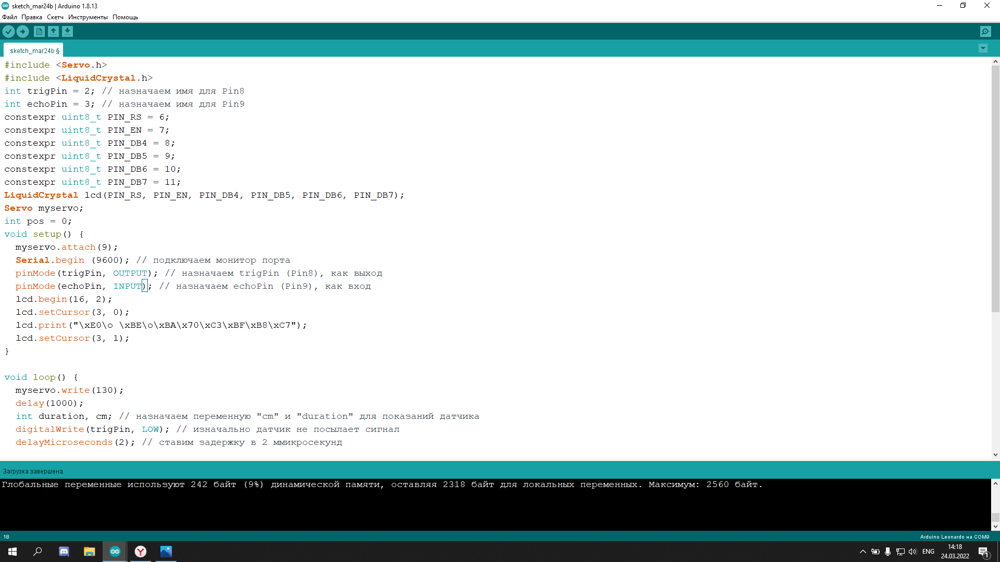 sketch_mar24b | Arduino 1.8.13
Файл Правка Скетч Инструменты Помощь
sketch_mar24b §
#include <Servo.h>
#include <LiquidCrystal.h>
int trigPin = 2; // назначаем имя для Pin8
int echoPin = 3; // назначаем имя для Pin9
constexpr uint8_t PIN_RS = 6;
constexpr uint8_t PIN_EN = 7;
constexpr uint8_t PIN_DB4 = 8;
constexpr uint8_t PIN_DB5 = 9;
constexpr uint8_t PIN_DB6 = 10;
constexpr uint8_t PIN_DB7 = 11;
LiquidCrystal lcd(PIN_RS, PIN_EN, PIN_DB4, PIN_DB5, PIN_DB6, PIN_DB7);
Servo myservo;
int pos = 0;
void setup() {
  myservo.attach(9);
  Serial.begin (9600); // подключаем монитор порта
  pinMode(trigPin, OUTPUT); // назначаем trigPin (Pin8), как выход
  pinMode(echoPin, INPUT); // назначаем echoPin (Pin9), как вход
  lcd.begin(16, 2);
  lcd.setCursor(3, 0);
  lcd.print("\xE0\o \xBE\o\xBA\x70\xC3\xBF\xB8\xC7");
  lcd.setCursor(3, 1);
}
void loop() {
  myservo.write(130);
  delay(1000);
  int duration, cm; // назначаем переменную "cm" и "duration" для показаний датчика
  digitalWrite(trigPin, LOW); // изначально датчик не посылает сигнал
  delayMicroseconds(2); // ставим задержку в 2 ммикросекунд
Загрузка завершена.
Глобальные переменные используют 242 байт (9%) динамической памяти, оставляя 2318 байт для локальных переменных. Максимум: 2560 байт.
18
Arduino Leonardo на COM9
ENG
14:18
24.03.2022
1